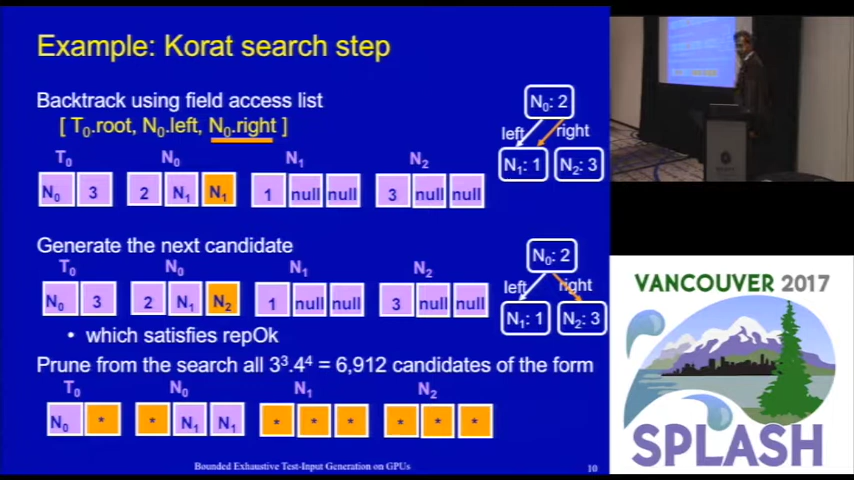 Example: Korat search step
Backtrack using field access list
[ T₀.root, N₀.left, N₀.right ]
T₀ N₀ N₁ N₂
N₀ 3 2 N₁ N₁ 1 null null 3 null null
N₀: 2
left right
N₁: 1 N₂: 3
Generate the next candidate
T₀ N₀ N₁ N₂
N₀ 3 2 N₁ N₂ 1 null null 3 null null
N₀: 2
left right
N₁: 1 N₂: 3
• which satisfies repOk
Prune from the search all 3³.4⁴ = 6,912 candidates of the form
T₀ N₀ N₁ N₂
N₀ * * N₁ N₁ * * * * * *
Bounded Exhaustive Test-Input Generation on GPUs
10
VANCOUVER 2017
SPLASH